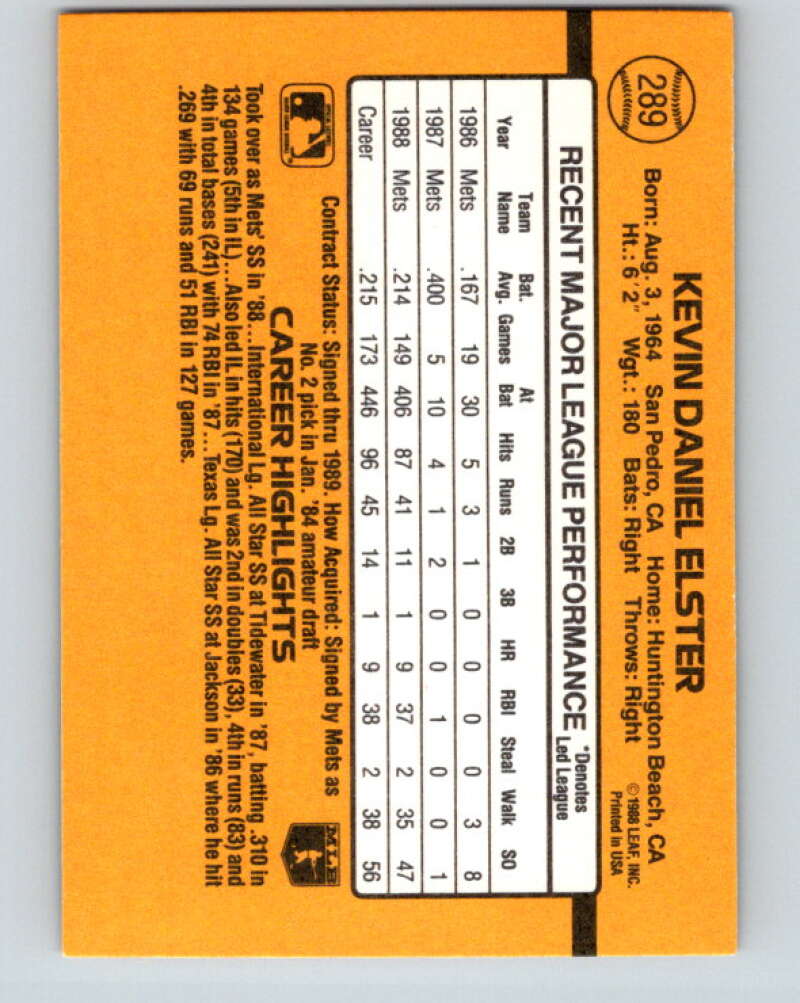 289
KEVIN DANIEL ELSTER
Born: Aug. 3, 1964 San Pedro, CA Home: Huntington Beach, CA
Ht.: 6'2" Wgt.: 180 Bats: Right Throws: Right
© 1988 LEAF, INC.
Printed in USA
RECENT MAJOR LEAGUE PERFORMANCE *Denotes Led League
Year Team Name Bat. Avg. Games At Bat Hits Runs 2B 3B HR RBI Steal Walk SO
1986 Mets .167 19 30 5 3 1 0 0 0 0 3 8
1987 Mets .400 5 10 4 1 2 0 0 1 0 0 1
1988 Mets .214 149 406 87 41 11 1 9 37 2 35 47
Career .215 173 446 96 45 14 1 9 38 2 38 56
Contract Status: Signed thru 1989. How Acquired: Signed by Mets as
No. 2 pick in Jan. '84 amateur draft
MLB
CAREER HIGHLIGHTS
Took over as Mets' SS in '88...International Lg. All Star SS at Tidewater in '87, batting .310 in
134 games (5th in IL)...Also led IL in hits (170) and was 2nd in doubles (33), 4th in runs (83) and
4th in total bases (241) with 74 RBI in '87...Texas Lg. All Star SS at Jackson in '86 where he hit
.269 with 69 runs and 51 RBI in 127 games.